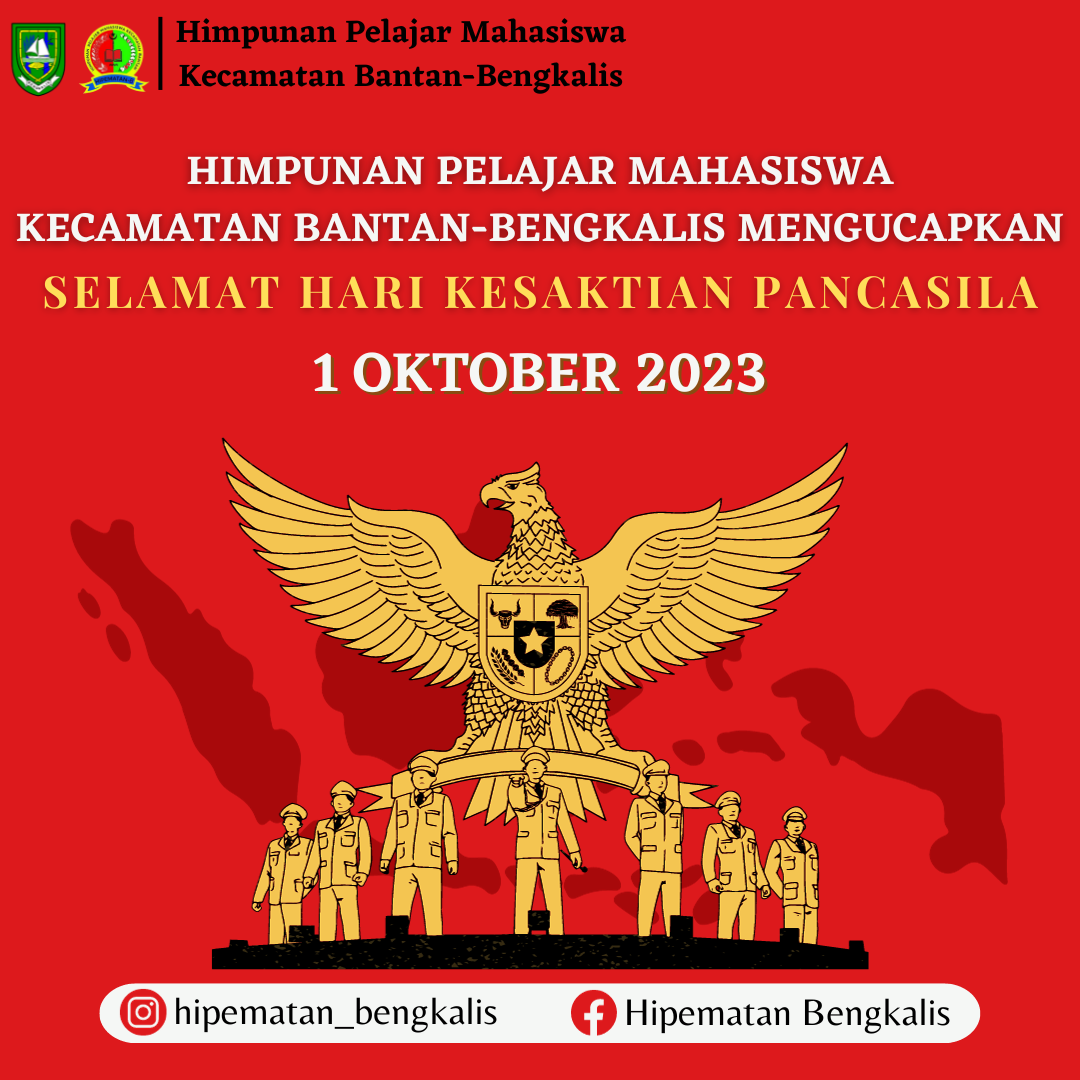 Himpunan Pelajar Mahasiswa
Kecamatan Bantan-Bengkalis
HIMPUNAN PELAJAR MAHASISWA
KECAMATAN BANTAN-BENGKALIS MENGUCAPKAN
SELAMAT HARI KESAKTIAN PANCASILA
1 OKTOBER 2023
hipematan_bengkalis
Hipematan Bengkalis